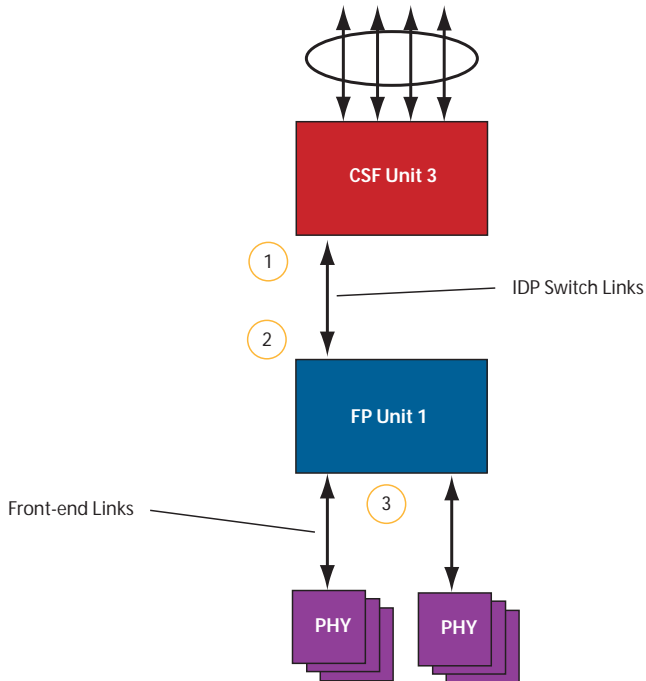 CSF Unit 3
1
IDP Switch Links
2
FP Unit 1
3
Front-end Links
PHY
PHY